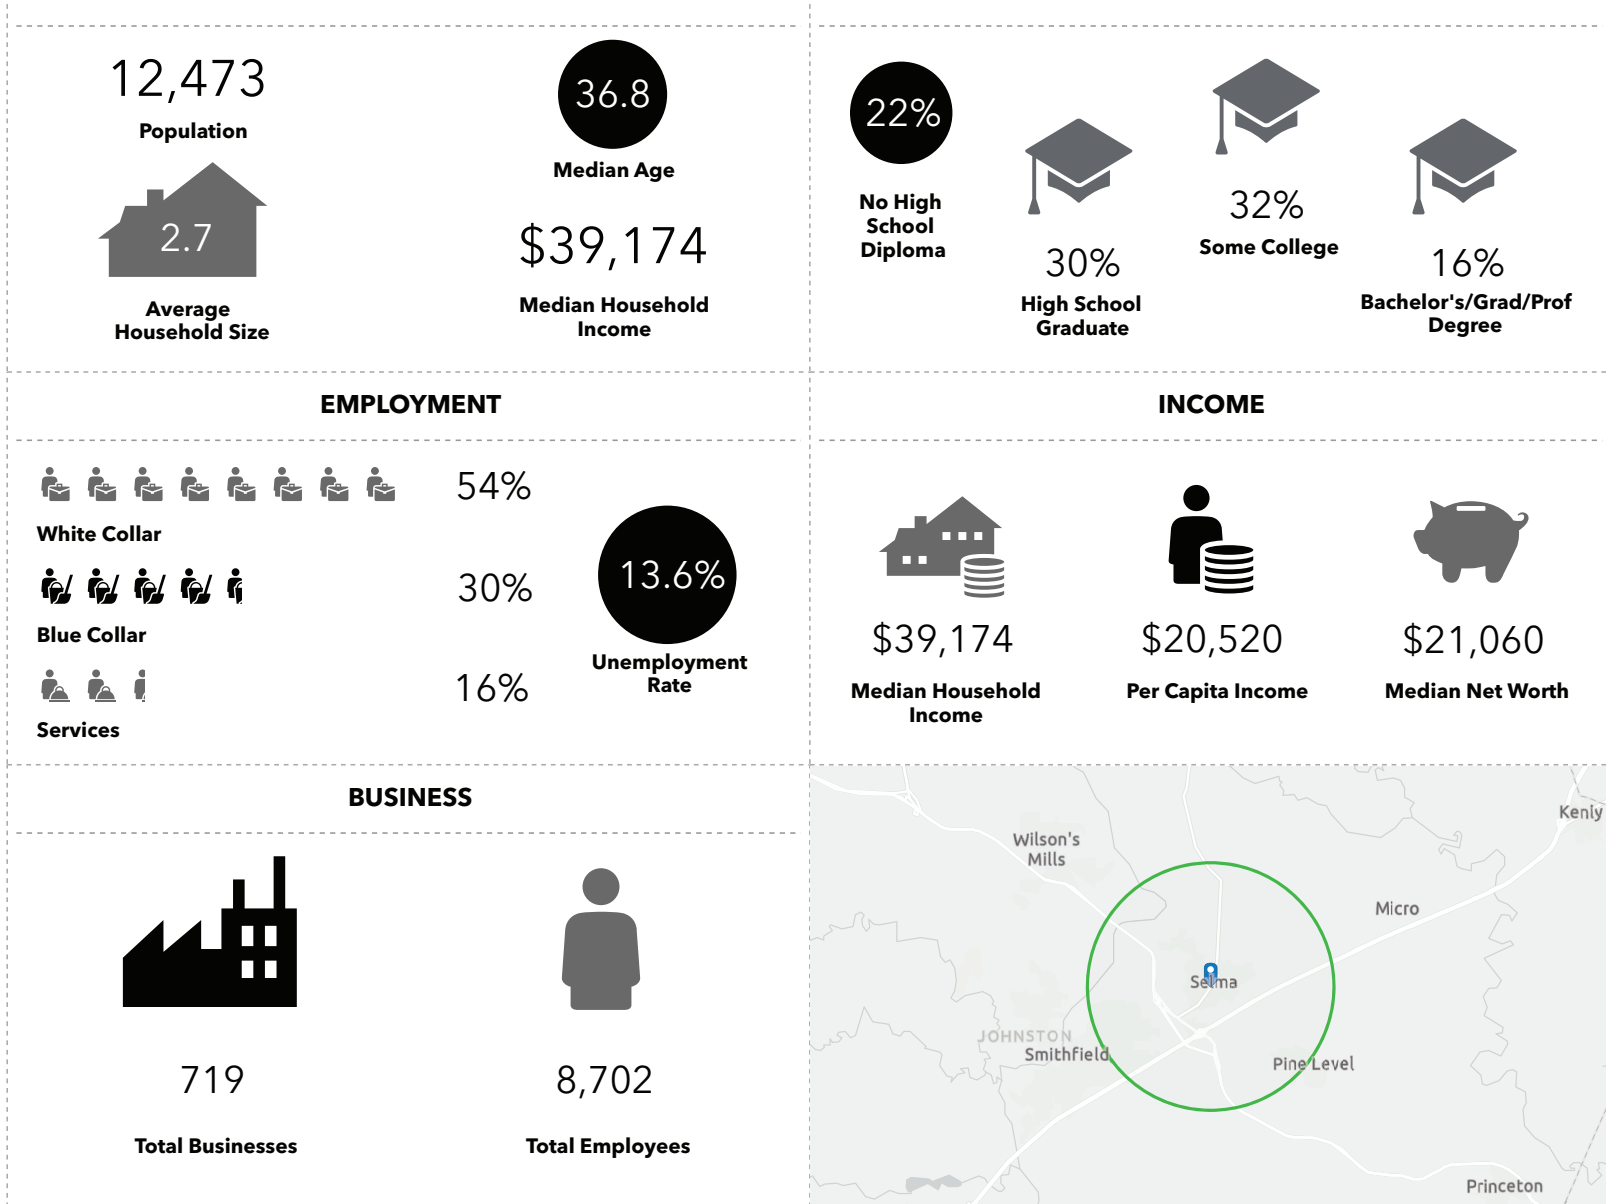 12,473
Population
2.7
Average
Household Size
36.8
Median Age
$39,174
Median Household
Income
22%
No High
School
Diploma
30%
High School
Graduate
32%
Some College
16%
Bachelor's/Grad/Prof
Degree
EMPLOYMENT
54%
White Collar
30%
Blue Collar
16%
Services
13.6%
Unemployment
Rate
INCOME
$39,174
Median Household
Income
$20,520
Per Capita Income
$21,060
Median Net Worth
BUSINESS
719
Total Businesses
8,702
Total Employees
Kenly
Wilson's
Mills
Micro
Selma
JOHNSTON
Smithfield
Pine Level
Princeton